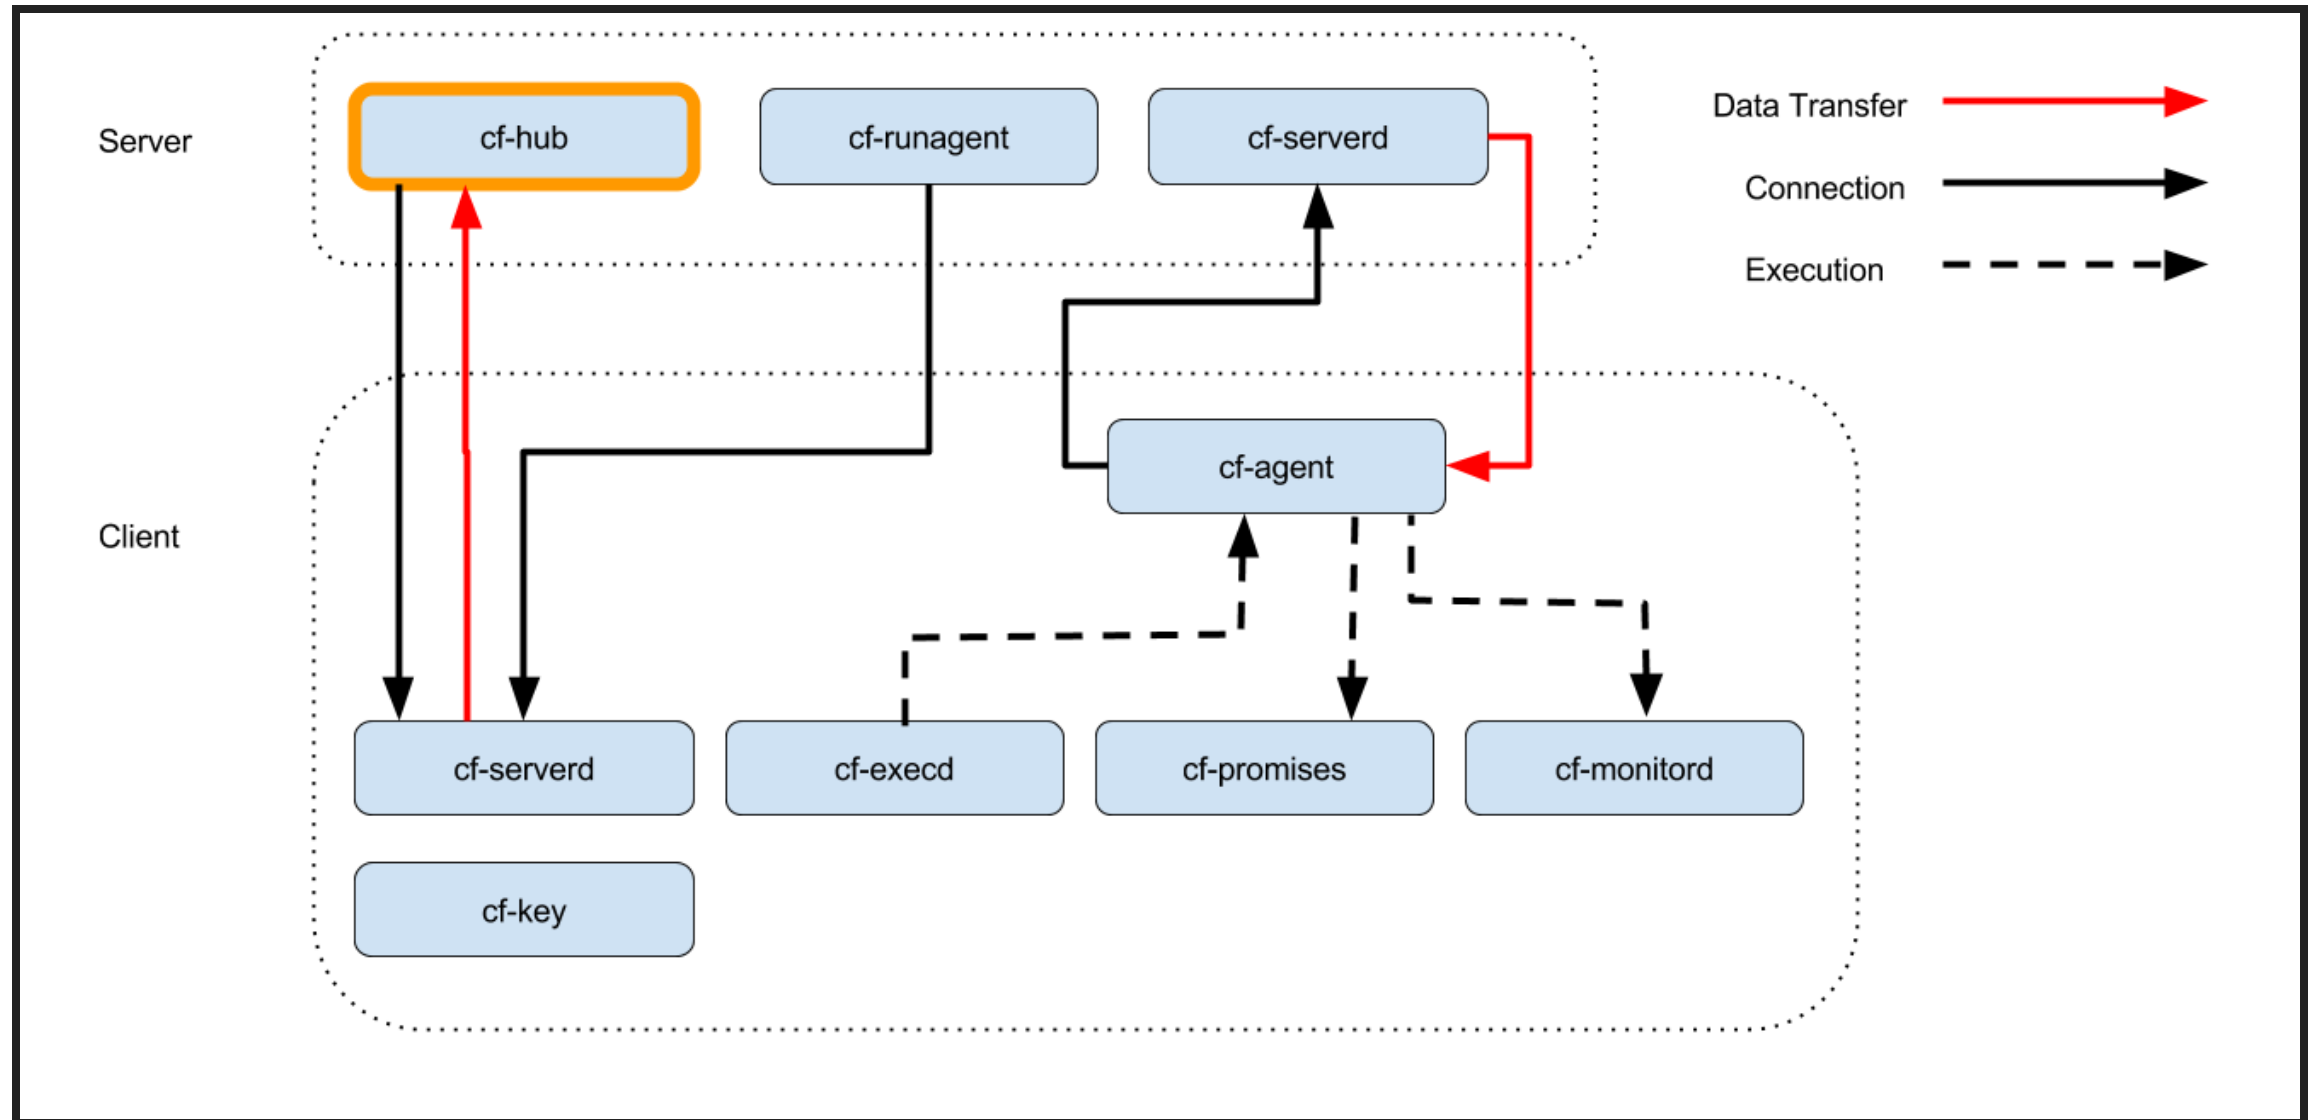 Server
cf-hub
cf-runagent
cf-serverd
Data Transfer
Connection
Execution
Client
cf-agent
cf-serverd
cf-execd
cf-promises
cf-monitord
cf-key